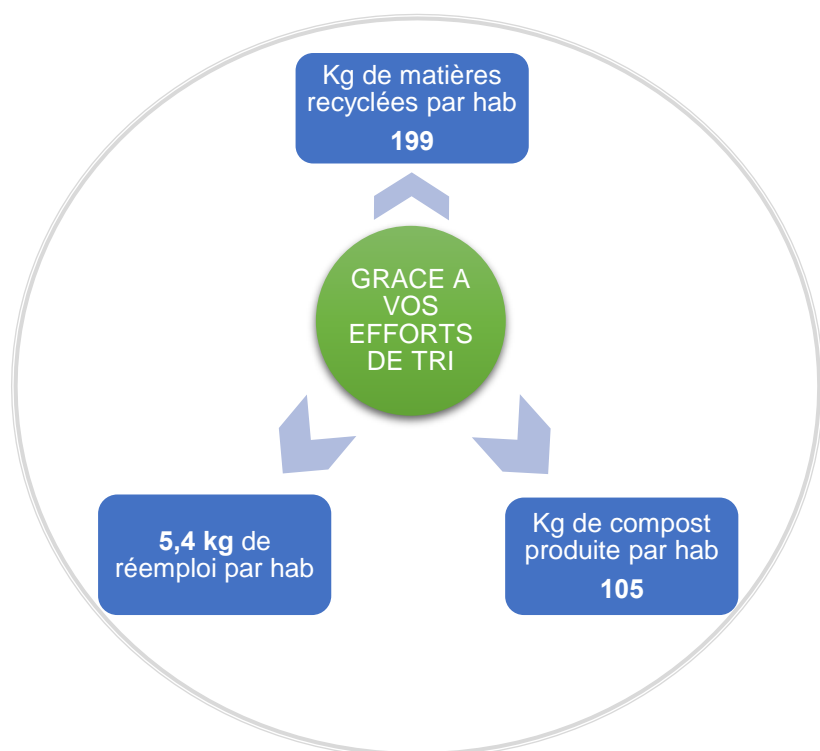 Kg de matières
recyclées par hab
199
GRACE A
VOS
EFFORTS
DE TRI
5,4 kg de
réemploi par hab
Kg de compost
produite par hab
105